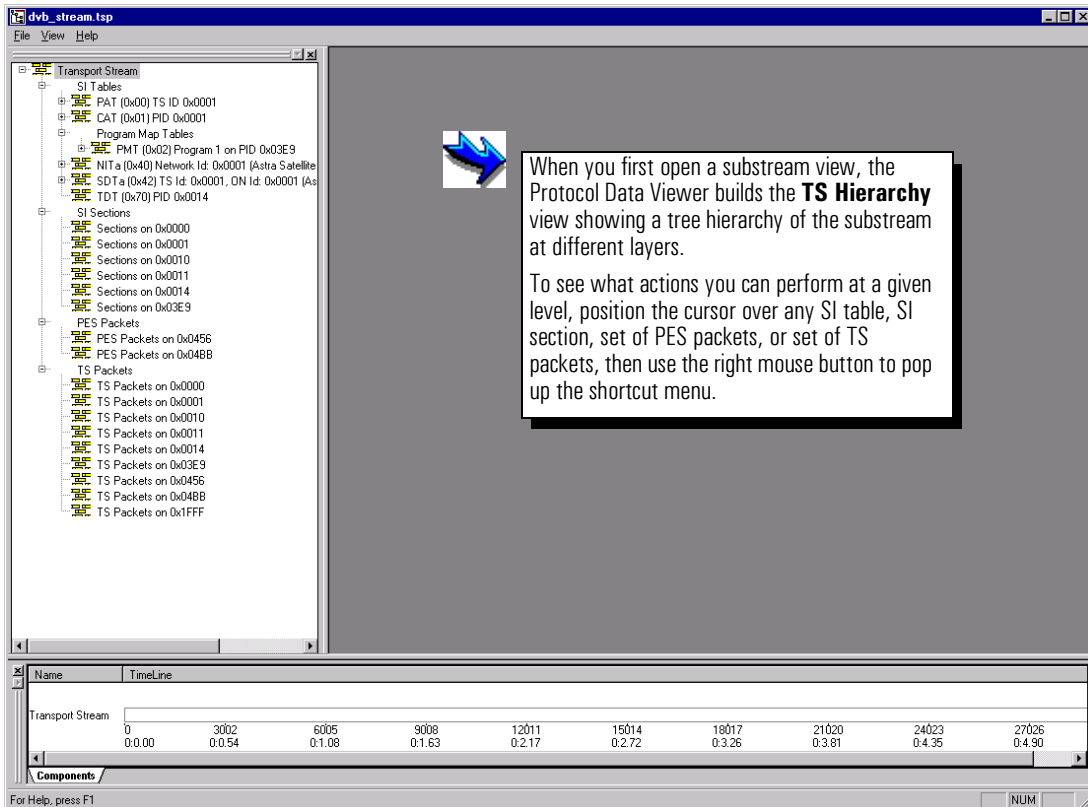 dvb_stream.tsp
File View Help
Transport Stream
SI Tables
PAT (0x00) TS ID 0x0001
CAT (0x01) PID 0x0001
Program Map Tables
PMT (0x02) Program 1 on PID 0x03E9
NITa (0x40) Network Id: 0x0001 (Astra Satellite
SDTa (0x42) TS Id: 0x0001, ON Id: 0x0001 (As
TDT (0x70) PID 0x0014
SI Sections
Sections on 0x0000
Sections on 0x0001
Sections on 0x0010
Sections on 0x0011
Sections on 0x0014
Sections on 0x03E9
PES Packets
PES Packets on 0x0456
PES Packets on 0x04BB
TS Packets
TS Packets on 0x0000
TS Packets on 0x0001
TS Packets on 0x0010
TS Packets on 0x0011
TS Packets on 0x0014
TS Packets on 0x03E9
TS Packets on 0x0456
TS Packets on 0x04BB
TS Packets on 0x1FFF
When you first open a substream view, the
Protocol Data Viewer builds the TS Hierarchy
view showing a tree hierarchy of the substream
at different layers.
To see what actions you can perform at a given
level, position the cursor over any SI table, SI
section, set of PES packets, or set of TS
packets, then use the right mouse button to pop
up the shortcut menu.
Name TimeLine
Transport Stream
0 3002 6005 9008 12011 15014 18017 21020 24023 27026
0:0.00 0:0.54 0:1.08 0:1.63 0:2.17 0:2.72 0:3.26 0:3.81 0:4.35 0:4.90
Components
For Help, press F1 NUM